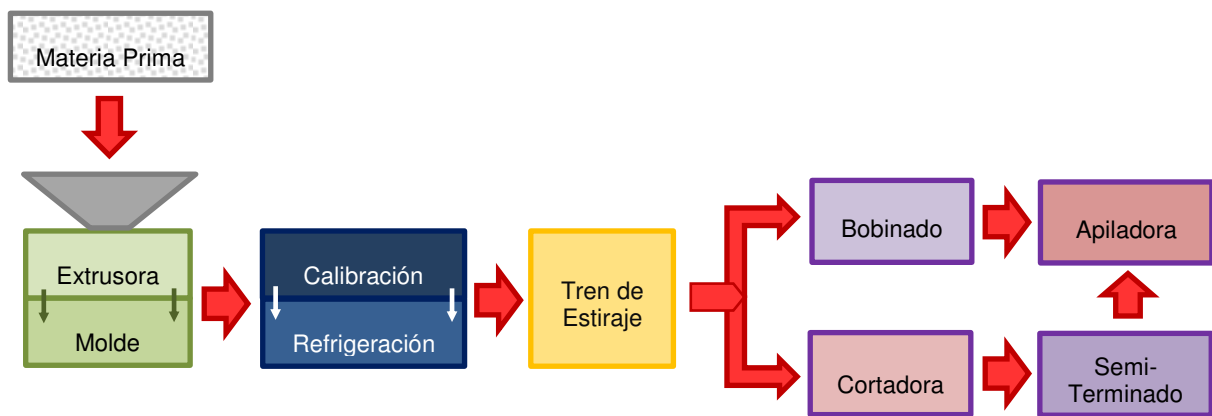 Materia Prima
Extrusora
Molde
Calibración
Refrigeración
Tren de
Estiraje
Bobinado
Apiladora
Cortadora
Semi-
Terminado